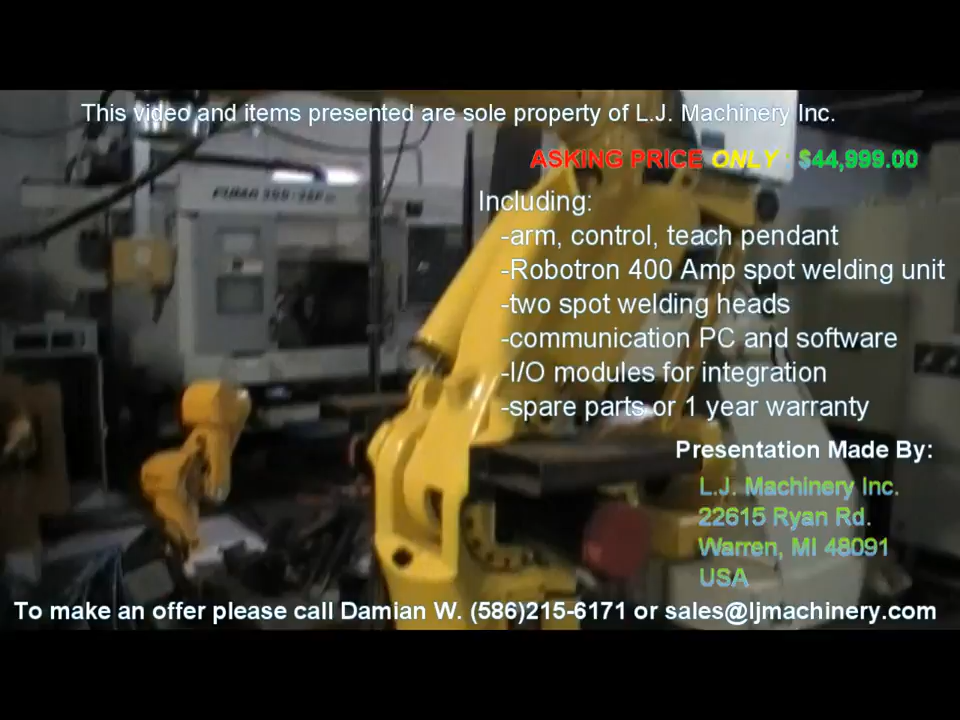 This video and items presented are sole property of L.J. Machinery Inc.
ASKING PRICE ONLY : $44,999.00
Including:
-arm, control, teach pendant
-Robotron 400 Amp spot welding unit
-two spot welding heads
-communication PC and software
-I/O modules for integration
-spare parts or 1 year warranty
Presentation Made By:
L.J. Machinery Inc.
22615 Ryan Rd.
Warren, MI 48091
USA
To make an offer please call Damian W. (586)215-6171 or sales@ljmachinery.com